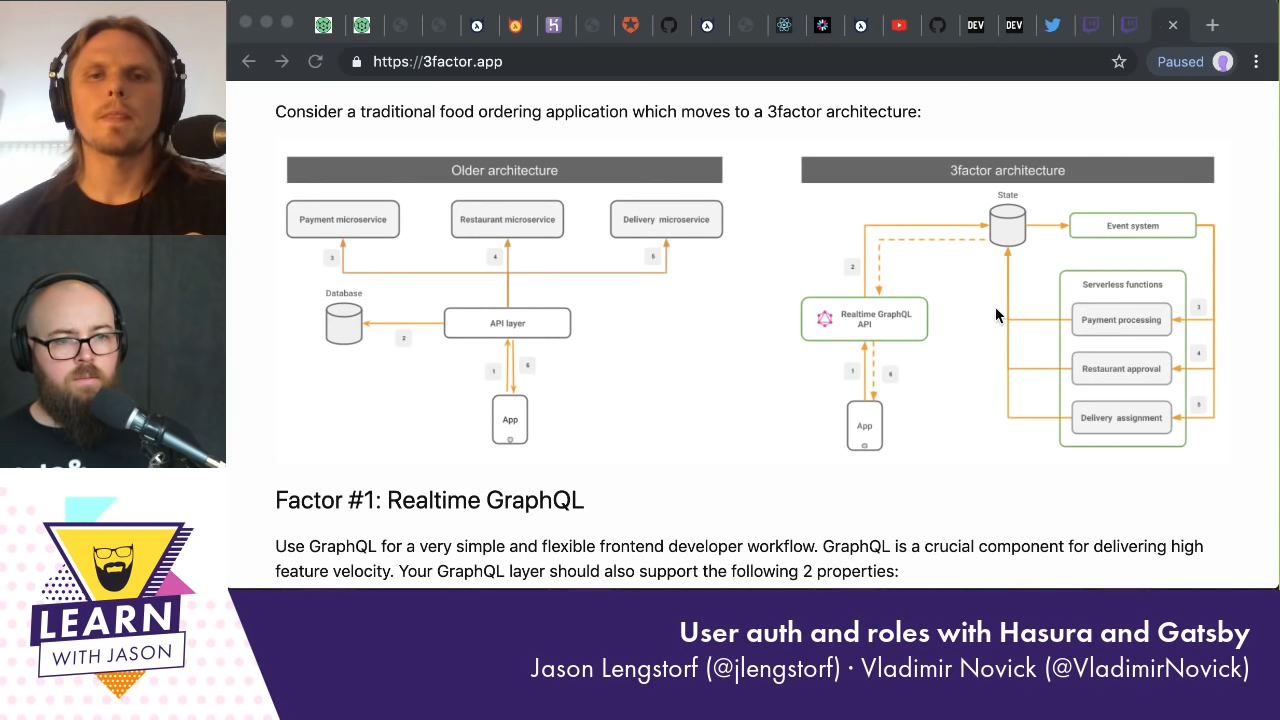 DEV
DEV
https://3factor.app
Paused
Consider a traditional food ordering application which moves to a 3factor architecture:
Older architecture
Payment microservice
Restaurant microservice
Delivery microservice
3
4
5
Database
API layer
2
1
6
App
3factor architecture
State
Event system
2
Serverless functions
Realtime GraphQL
API
Payment processing
3
Restaurant approval
4
1
6
Delivery assignment
5
App
Factor #1: Realtime GraphQL
Use GraphQL for a very simple and flexible frontend developer workflow. GraphQL is a crucial component for delivering high
feature velocity. Your GraphQL layer should also support the following 2 properties:
LEARN
WITH JASON
User auth and roles with Hasura and Gatsby
Jason Lengstorf (@jlengstorf) · Vladimir Novick (@VladimirNovick)